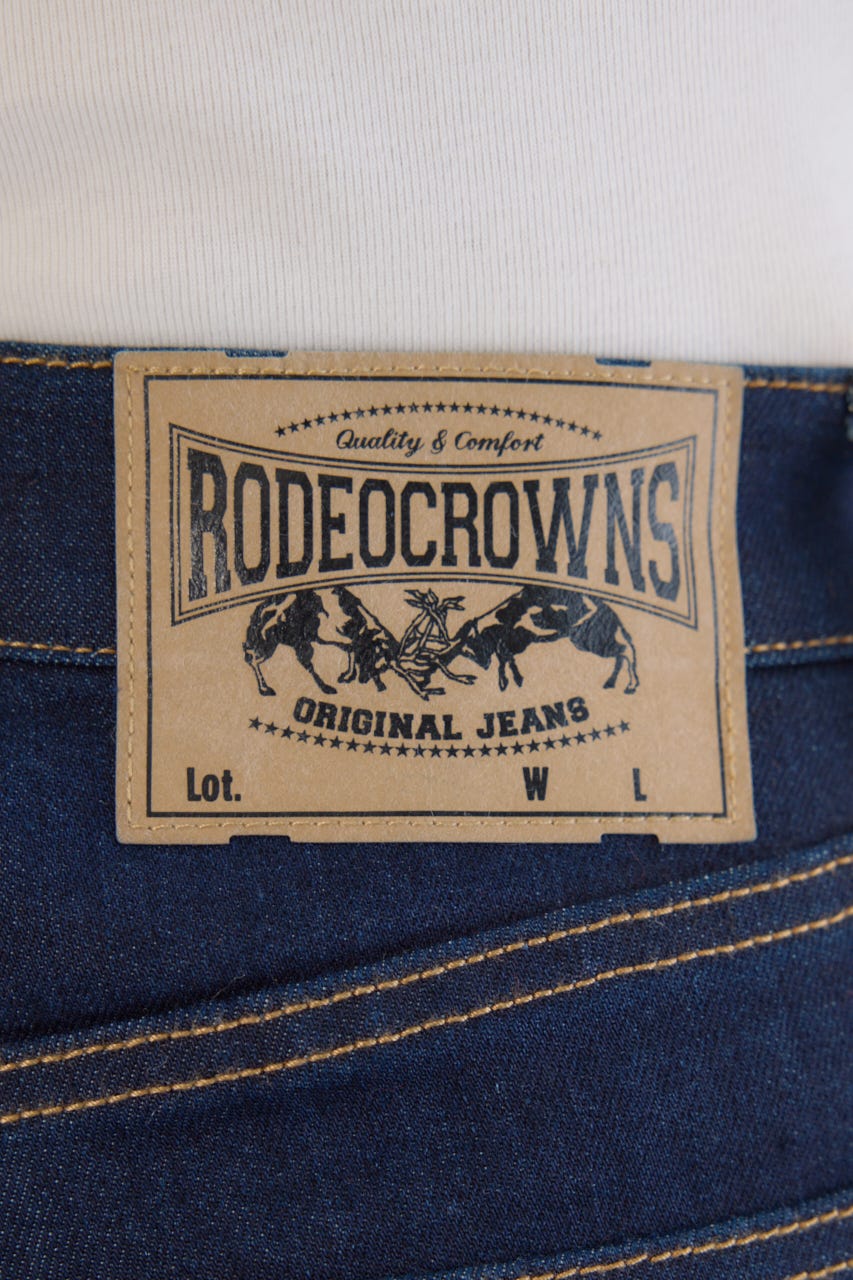 Quality & Comfort
RODEOCROWNS
ORIGINAL JEANS
Lot. W L